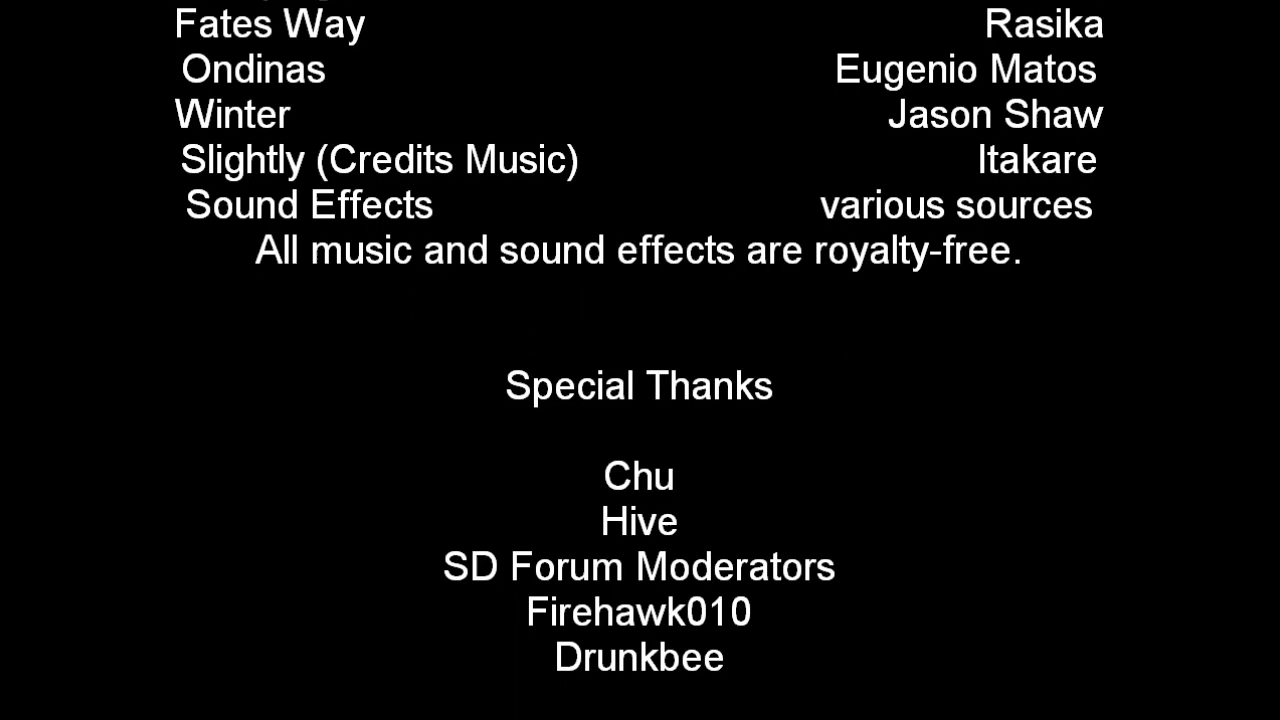 Fates Way Rasika
Ondinas Eugenio Matos
Winter Jason Shaw
Slightly (Credits Music) Itakare
Sound Effects various sources
All music and sound effects are royalty-free.
Special Thanks
Chu
Hive
SD Forum Moderators
Firehawk010
Drunkbee